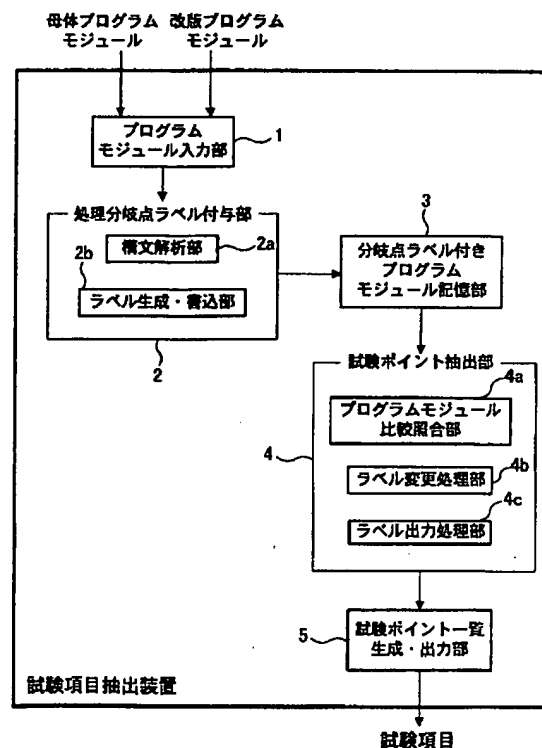 母体プログラム 改版プログラム
モジュール モジュール
プログラム
モジュール入力部
1
処理分岐点ラベル付与部
構文解析部
2a
2b
ラベル生成・書込部
2
3
分岐点ラベル付き
プログラム
モジュール記憶部
試験ポイント抽出部
4a
プログラムモジュール
比較照合部
4
ラベル変更処理部
4b
4c
ラベル出力処理部
5
試験ポイント一覧
生成・出力部
試験項目抽出装置
試験項目